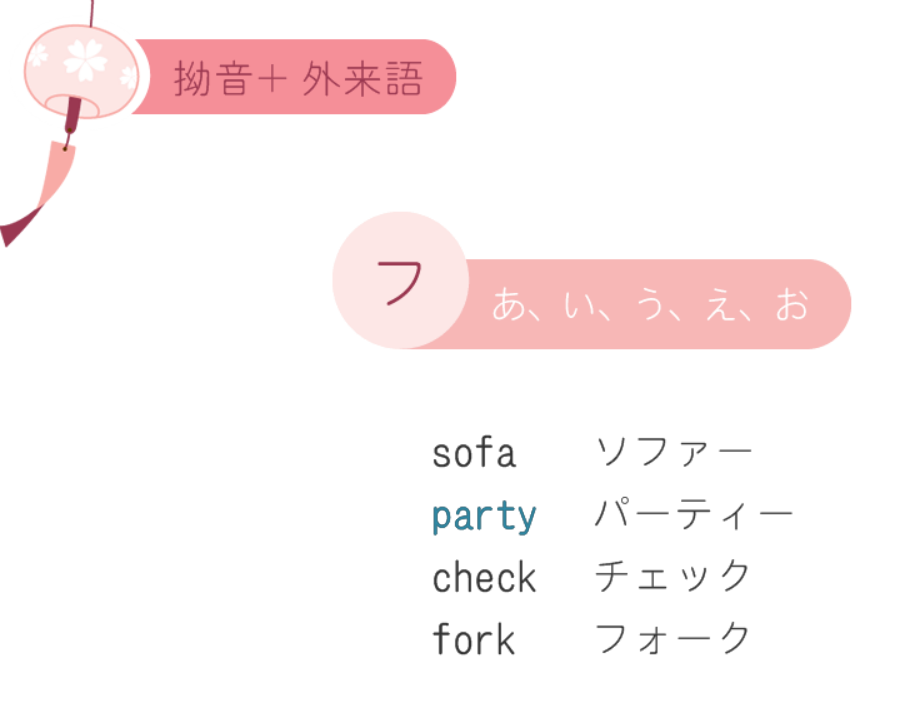 拗音＋ 外来語
フ
あ、い、う、え、お
sofa ソファー
party パーティー
check チェック
fork フォーク